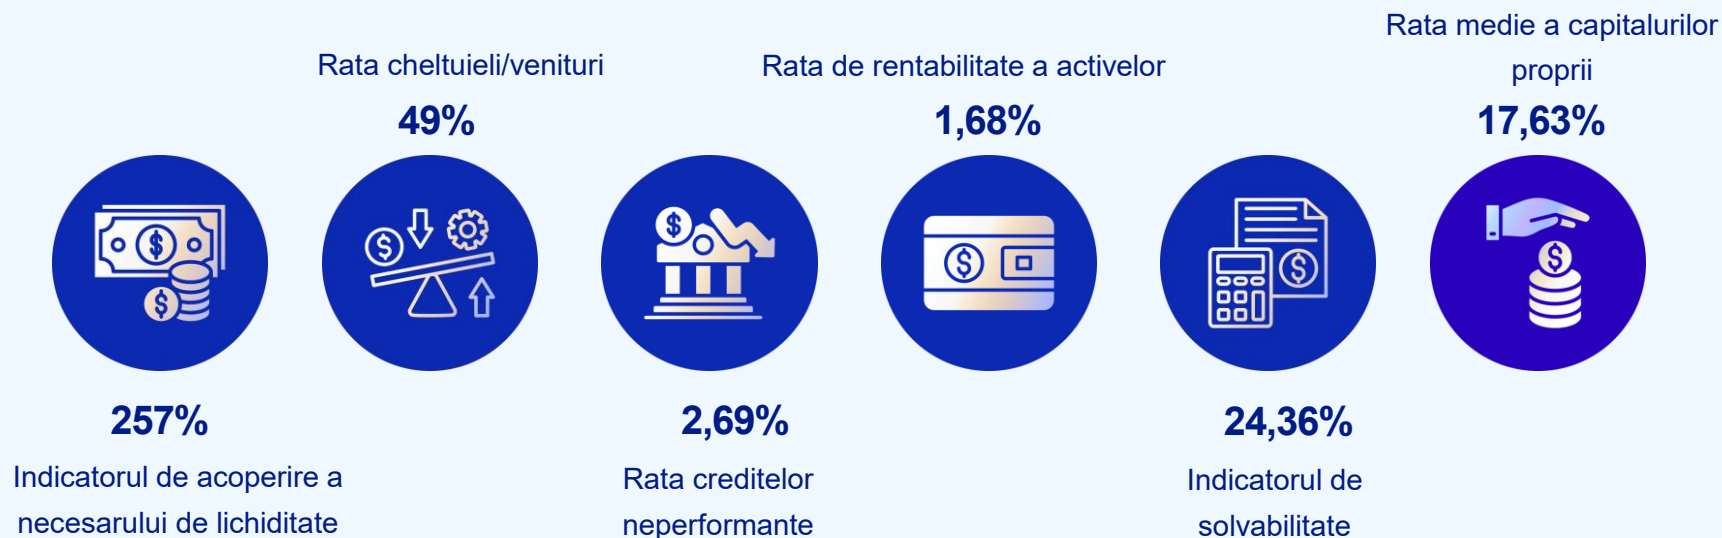 257%
Indicatorul de acoperire a
necesarului de lichiditate
Rata cheltuieli/venituri
49%
2,69%
Rata creditelor
neperformante
Rata de rentabilitate a activelor
1,68%
24,36%
Indicatorul de
solvabilitate
Rata medie a capitalurilor
proprii
17,63%